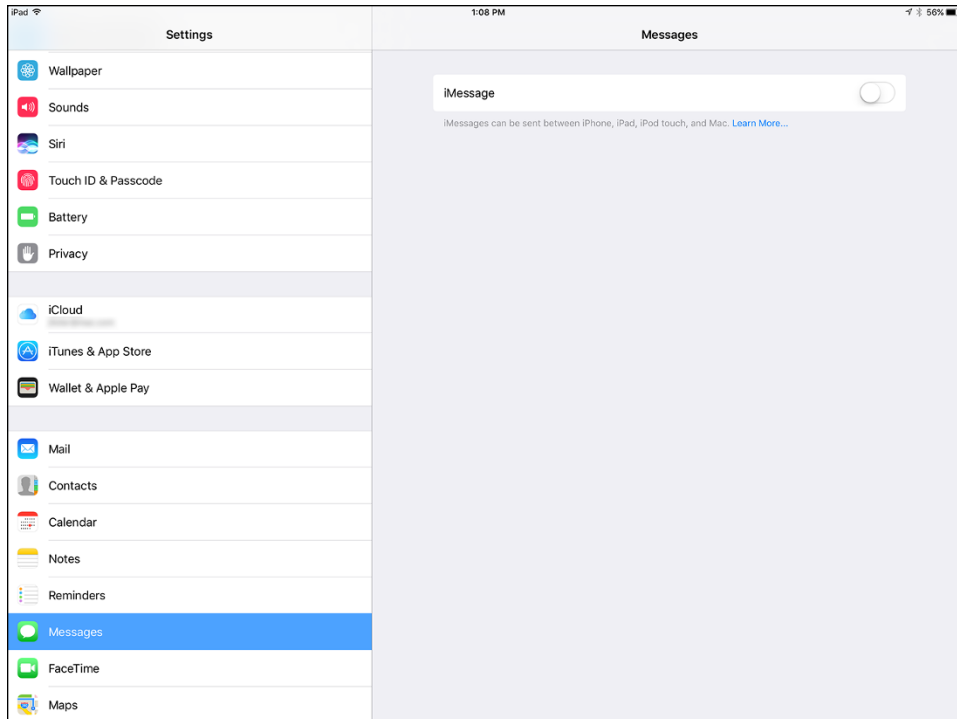 iPad
1:08 PM
56%
Settings
Messages
Wallpaper
Sounds
Siri
Touch ID & Passcode
Battery
Privacy
iCloud
iTunes & App Store
Wallet & Apple Pay
Mail
Contacts
Calendar
Notes
Reminders
Messages
FaceTime
Maps
iMessage
iMessages can be sent between iPhone, iPad, iPod touch, and Mac. Learn More...